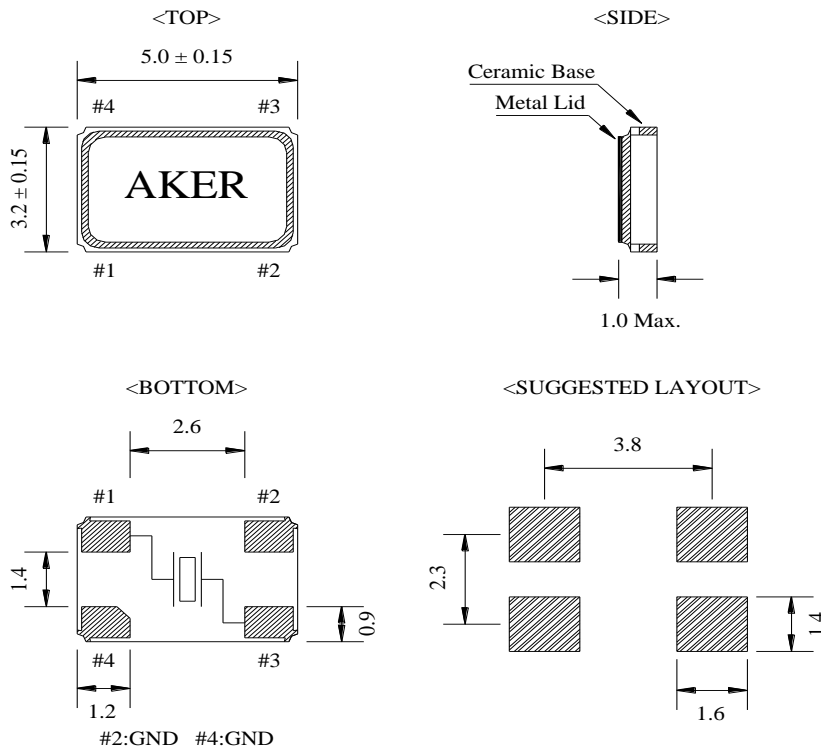 <TOP>
5.0 ± 0.15
#4 #3
3.2 ± 0.15
AKER
#1 #2
<SIDE>
Ceramic Base
Metal Lid
1.0 Max.
<BOTTOM>
2.6
#1 #2
1.4
0.9
#4 #3
1.2
#2:GND #4:GND
<SUGGESTED LAYOUT>
3.8
2.3
1.4
1.6